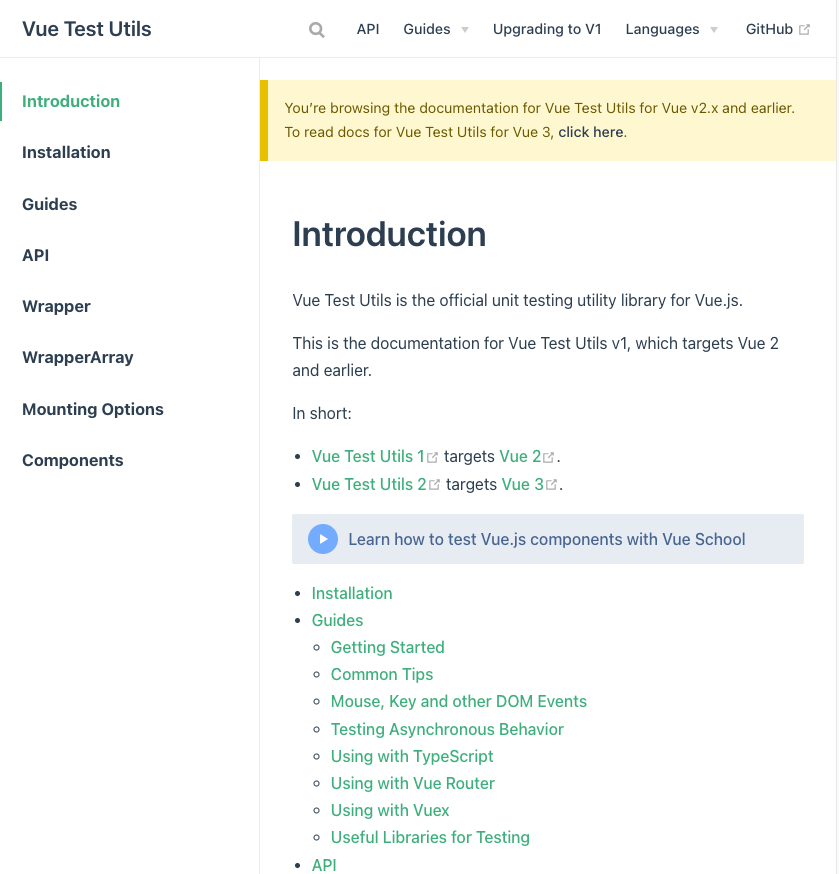 Vue Test Utils
API
Guides
Upgrading to V1
Languages
GitHub
Introduction
Installation
Guides
API
Wrapper
WrapperArray
Mounting Options
Components
You’re browsing the documentation for Vue Test Utils for Vue v2.x and earlier.
To read docs for Vue Test Utils for Vue 3, click here.
Introduction
Vue Test Utils is the official unit testing utility library for Vue.js.
This is the documentation for Vue Test Utils v1, which targets Vue 2
and earlier.
In short:
Vue Test Utils 1 targets Vue 2.
Vue Test Utils 2 targets Vue 3.
Learn how to test Vue.js components with Vue School
Installation
Guides
Getting Started
Common Tips
Mouse, Key and other DOM Events
Testing Asynchronous Behavior
Using with TypeScript
Using with Vue Router
Using with Vuex
Useful Libraries for Testing
API